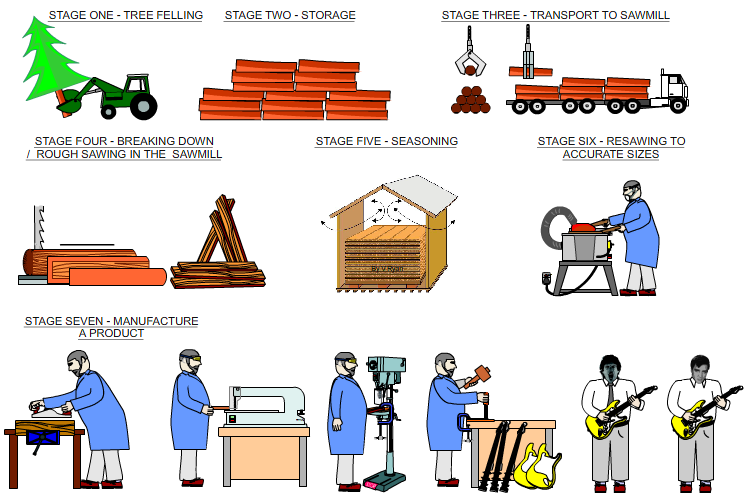 STAGE ONE - TREE FELLING
STAGE TWO - STORAGE
STAGE THREE - TRANSPORT TO SAWMILL
STAGE FOUR - BREAKING DOWN
/ ROUGH SAWING IN THE SAWMILL
STAGE FIVE - SEASONING
STAGE SIX - RESAWING TO
ACCURATE SIZES
By V.Ryan
STAGE SEVEN - MANUFACTURE
A PRODUCT
STOP